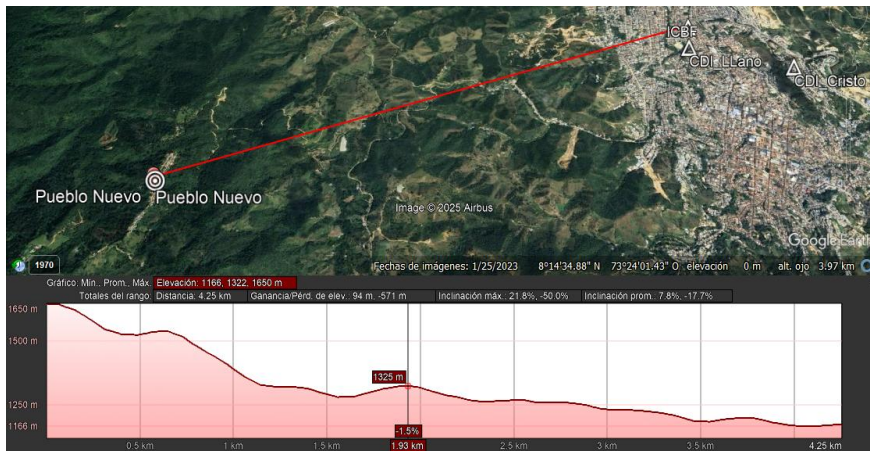 ICBF
CDI_LLano
CDI_Cristo
Pueblo Nuevo
Pueblo Nuevo
Image © 2025 Airbus
Google Earth
1970
Fechas de imágenes: 1/25/2023 8°14'34.88" N 73°24'01.43" O elevación 0 m alt. ojo 3.97 km
Gráfico: Mín., Prom., Máx. Elevación: 1166, 1322, 1650 m
Totales del rango: Distancia: 4.25 km Ganancia/Pérd. de elev.: 94 m, -571 m Inclinación máx.: 21.8%, -50.0% Inclinación prom.: 7.8%, -17.7%
1650 m
1500 m
1325 m
1250 m
1166 m
-1.5%
0.5 km 1 km 1.5 km 1.93 km 2.5 km 3 km 3.5 km 4.25 km